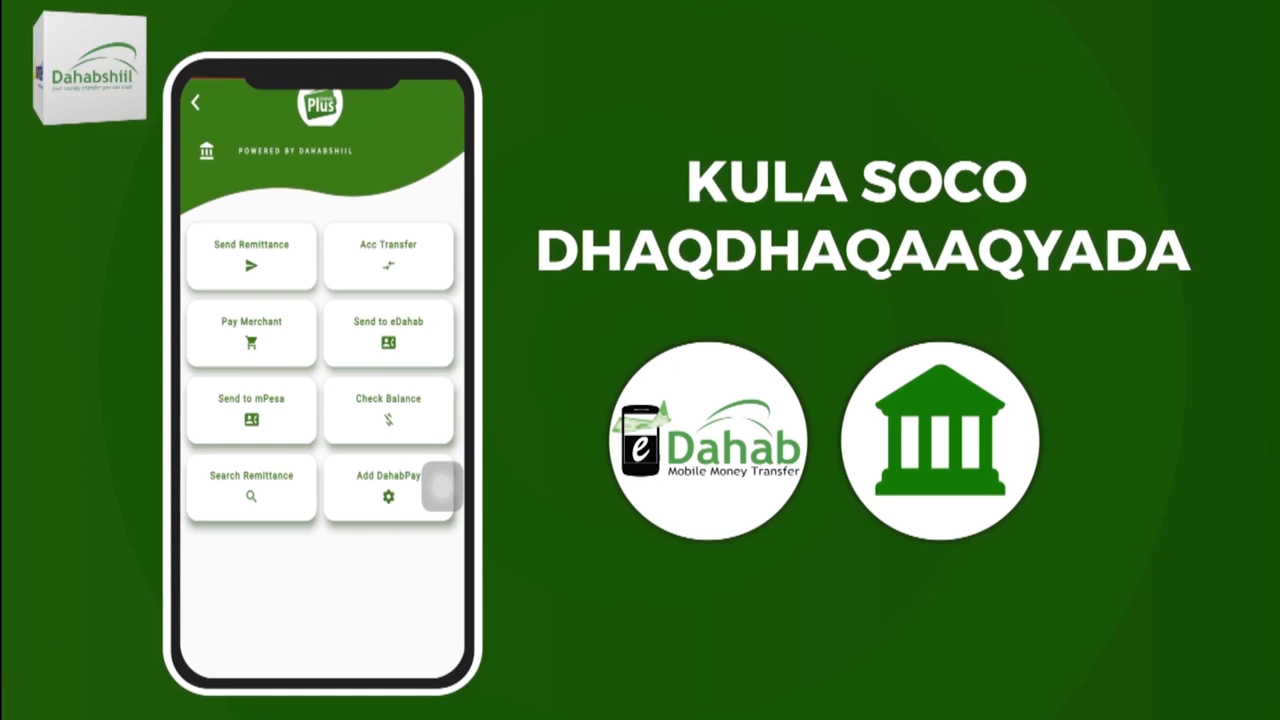 Dahabshiil
Plus
POWERED BY DAHABSHIIL
Send Remittance
Acc Transfer
Pay Merchant
Send to eDahab
Send to mPesa
Check Balance
Search Remittance
Add DahabPay
KULA SOCO
DHAQDHAQAAQYADA
e Dahab
Mobile Money Transfer